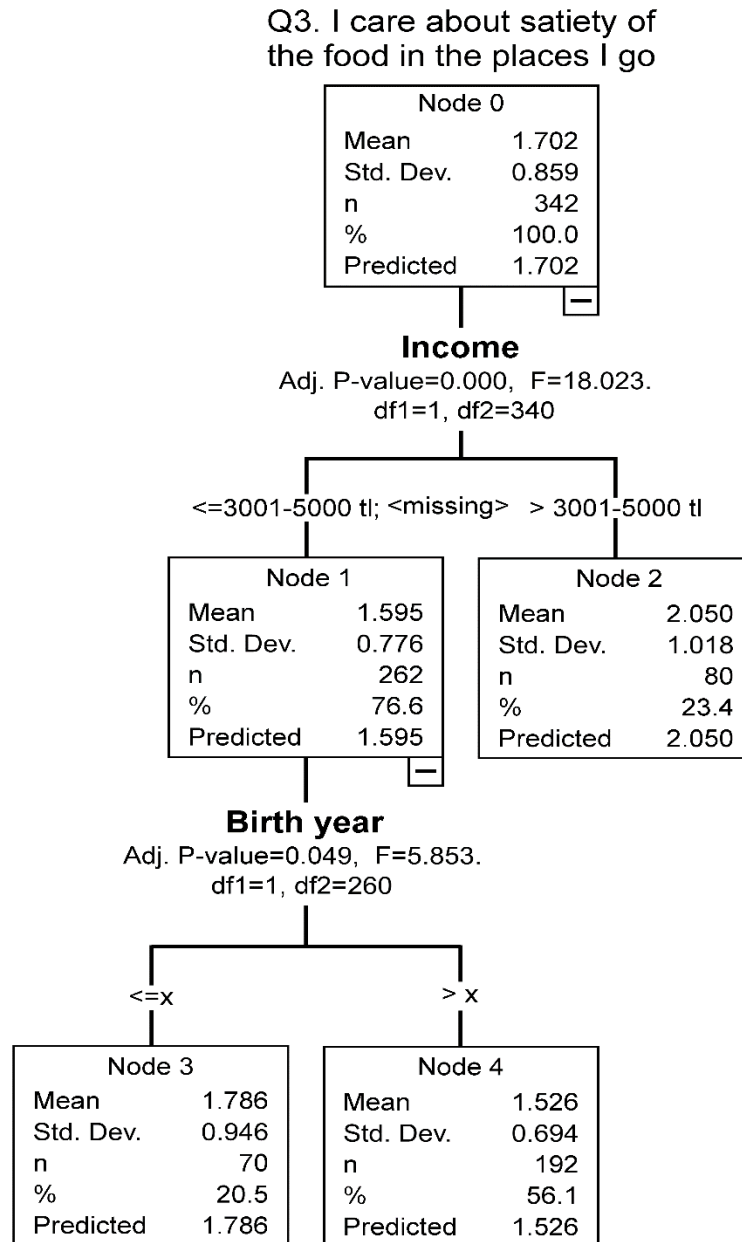 Q3. I care about satiety of
the food in the places I go
Node 0
Mean 1.702
Std. Dev. 0.859
n 342
% 100.0
Predicted 1.702
Income
Adj. P-value=0.000, F=18.023.
df1=1, df2=340
<=3001-5000 tl; <missing> > 3001-5000 tl
Node 1
Mean 1.595
Std. Dev. 0.776
n 262
% 76.6
Predicted 1.595
Node 2
Mean 2.050
Std. Dev. 1.018
n 80
% 23.4
Predicted 2.050
Birth year
Adj. P-value=0.049, F=5.853.
df1=1, df2=260
<=x > x
Node 3
Mean 1.786
Std. Dev. 0.946
n 70
% 20.5
Predicted 1.786
Node 4
Mean 1.526
Std. Dev. 0.694
n 192
% 56.1
Predicted 1.526